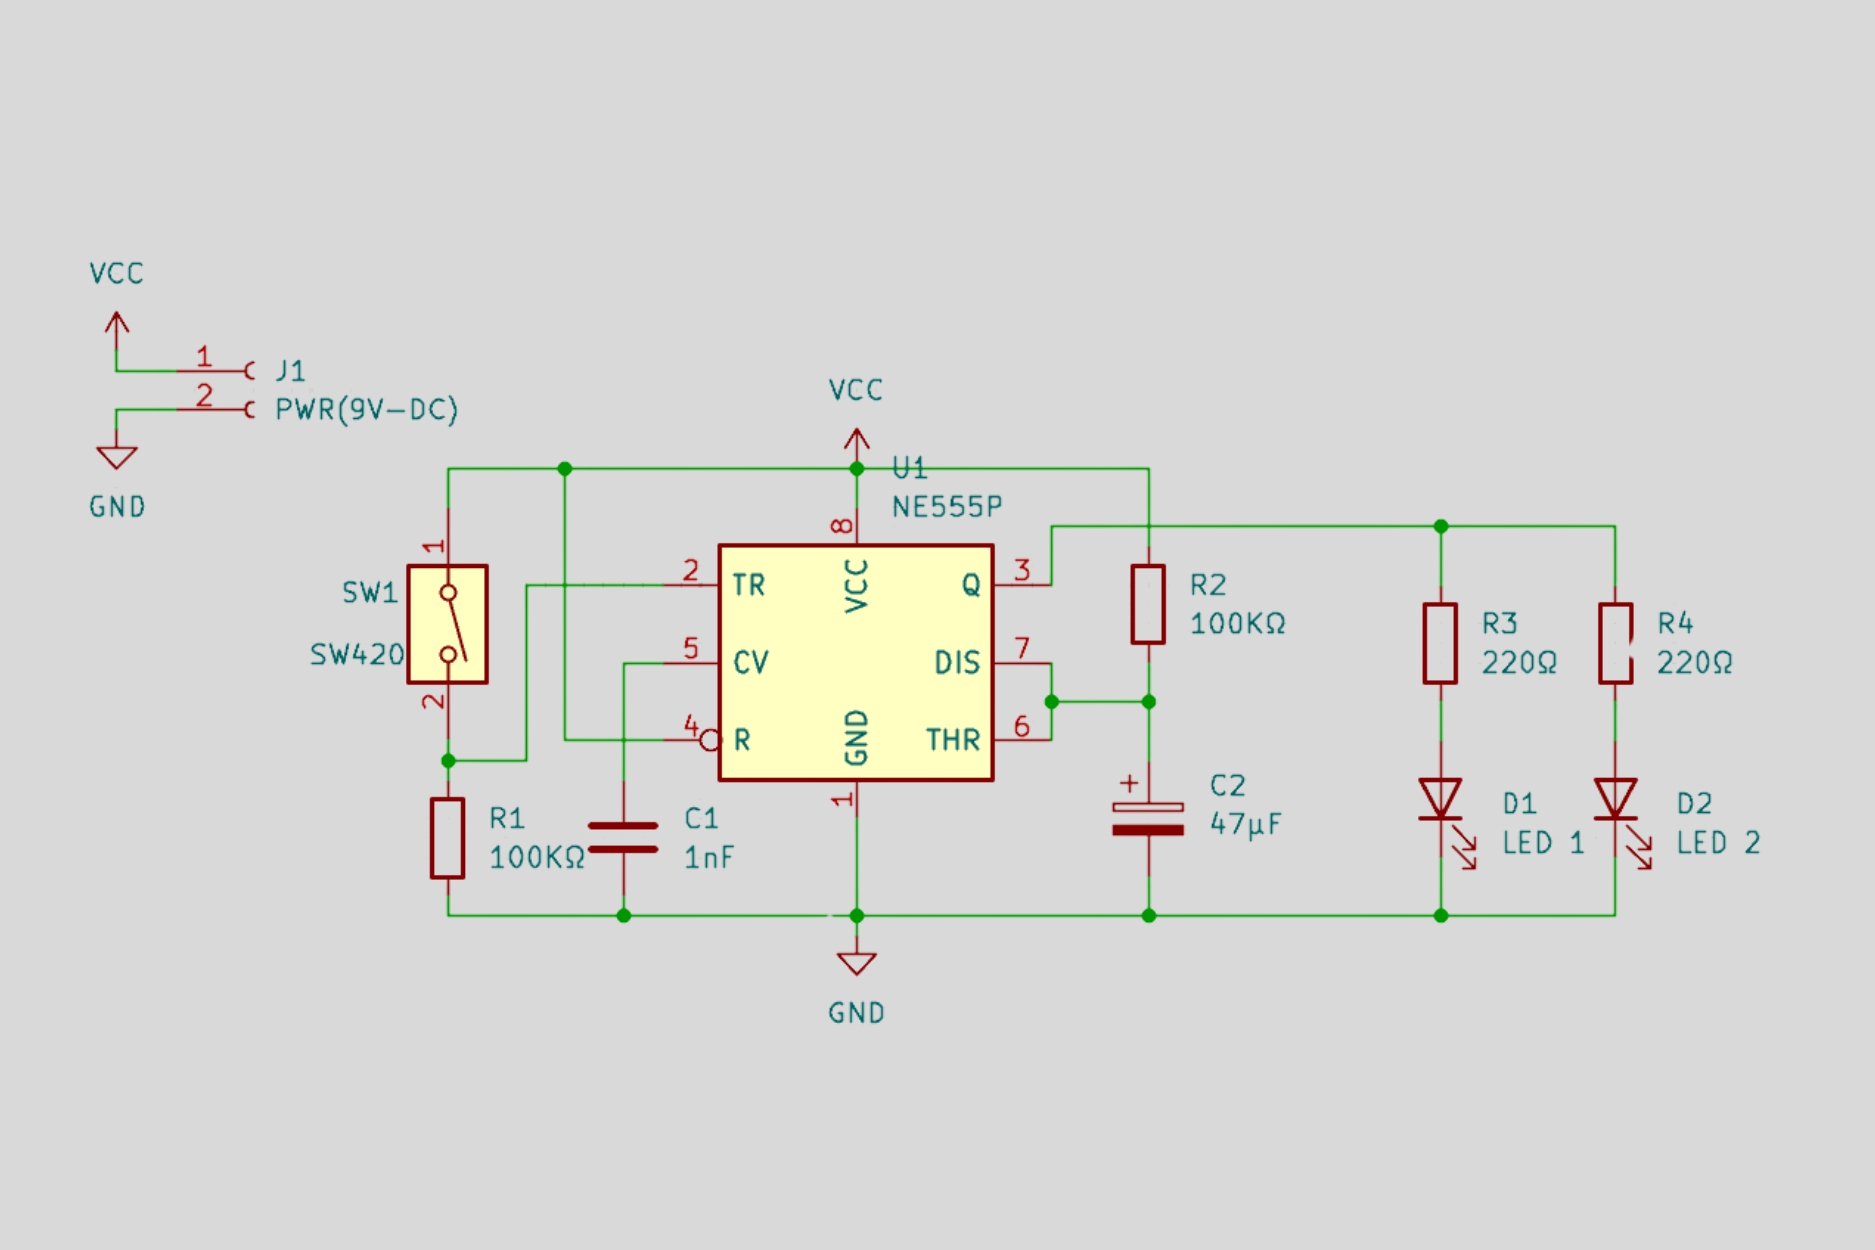 VCC
1
J1
2
PWR(9V-DC)
GND
VCC
U1
NE555P
8
1
SW1
SW420
2
2
TR
VCC
Q
3
5
CV
DIS
7
4
R
GND
THR
6
1
R2
100KΩ
R3
220Ω
R4
220Ω
R1
100KΩ
C1
1nF
+
C2
47µF
D1
LED 1
D2
LED 2
GND